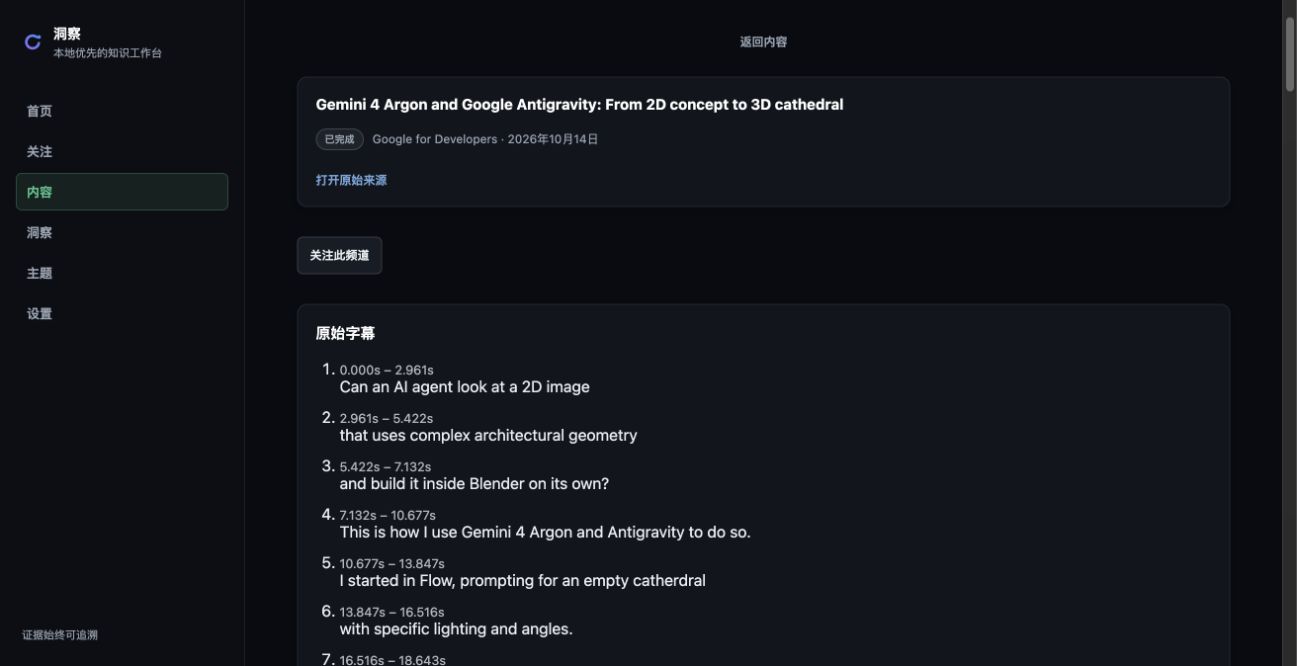 洞察
本地优先的知识工作台
首页
关注
内容
洞察
主题
设置
证据始终可追溯
返回内容
Gemini 4 Argon and Google Antigravity: From 2D concept to 3D cathedral
已完成 Google for Developers · 2026年10月14日
打开原始来源
关注此频道
原始字幕
1. 0.000s – 2.961s
Can an AI agent look at a 2D image
2. 2.961s – 5.422s
that uses complex architectural geometry
3. 5.422s – 7.132s
and build it inside Blender on its own?
4. 7.132s – 10.677s
This is how I use Gemini 4 Argon and Antigravity to do so.
5. 10.677s – 13.847s
I started in Flow, prompting for an empty catherdral
6. 13.847s – 16.516s
with specific lighting and angles.
7. 16.516s – 18.643s